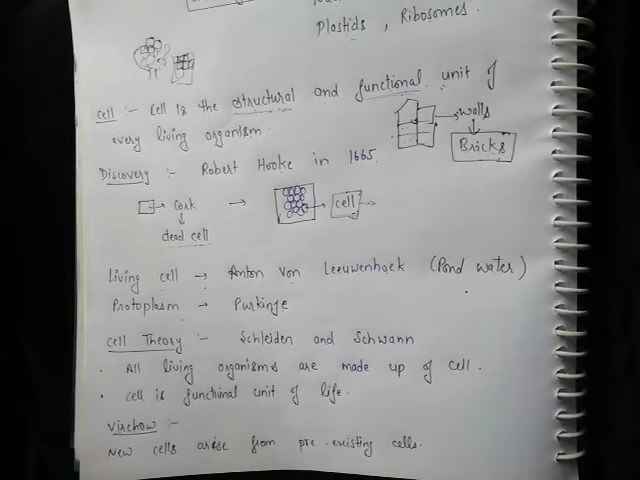 Plastids , Ribosomes.
Cell :- Cell is the structural and functional unit of
every living organism.
walls
Bricks
Discovery :- Robert Hooke in 1665.
Cork
cell
dead cell
Living cell → Anton Von Leeuwenhoek (Pond water)
Protoplasm → Purkinje
Cell Theory :- Schleiden and Schwann
. All living organisms are made up of cell.
. Cell is functional unit of life.
Virchow :-
New cells arise from pre-existing cells.